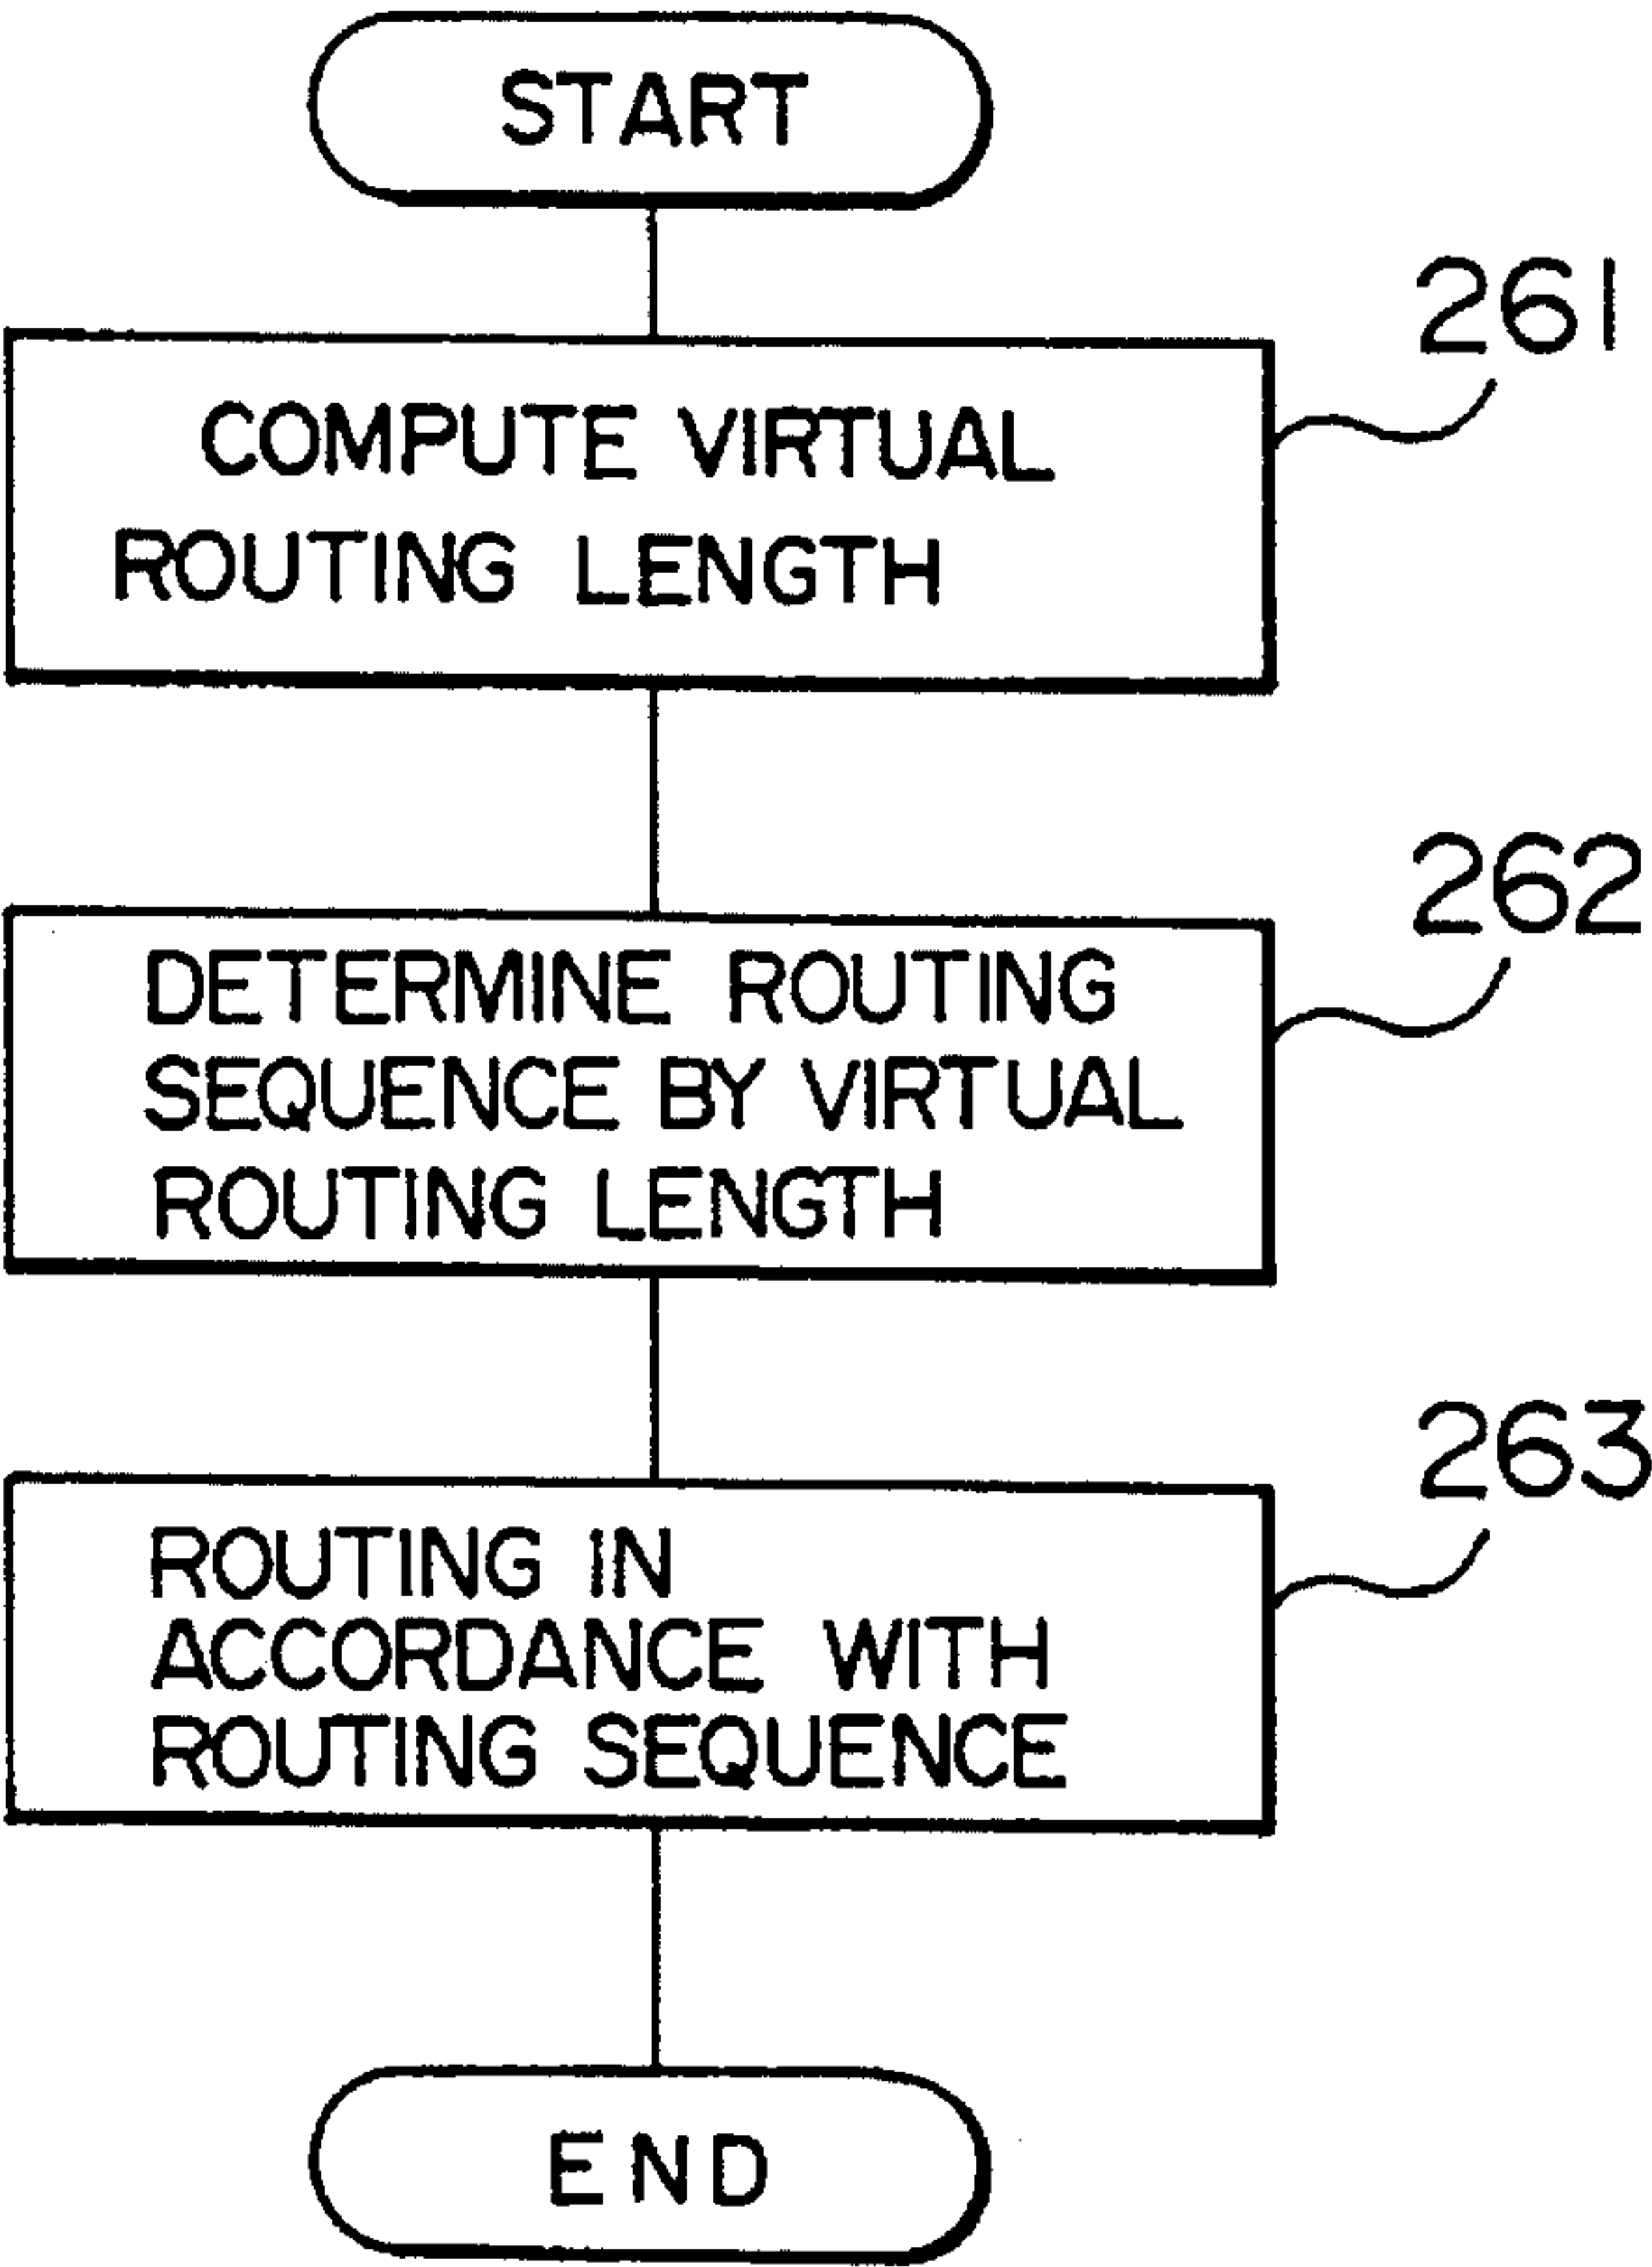 START
261
COMPUTE VIRTUAL
ROUTING LENGTH
262
DETERMINE ROUTING
SEQUENCE BY VIRTUAL
ROUTING LENGTH
263
ROUTING IN
ACCORDANCE WITH
ROUTING SEQUENCE
END